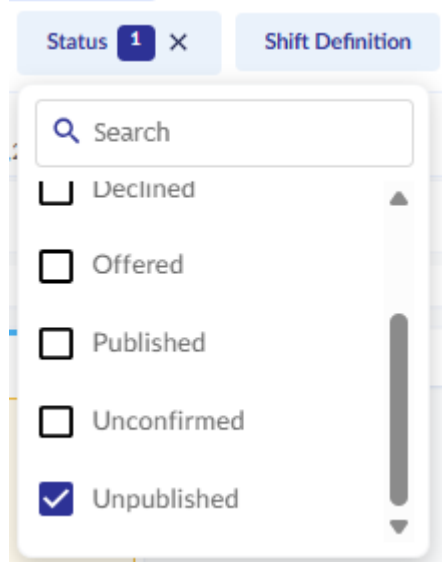 Status 1 × Shift Definition
Search
Declined
Offered
Published
Unconfirmed
Unpublished